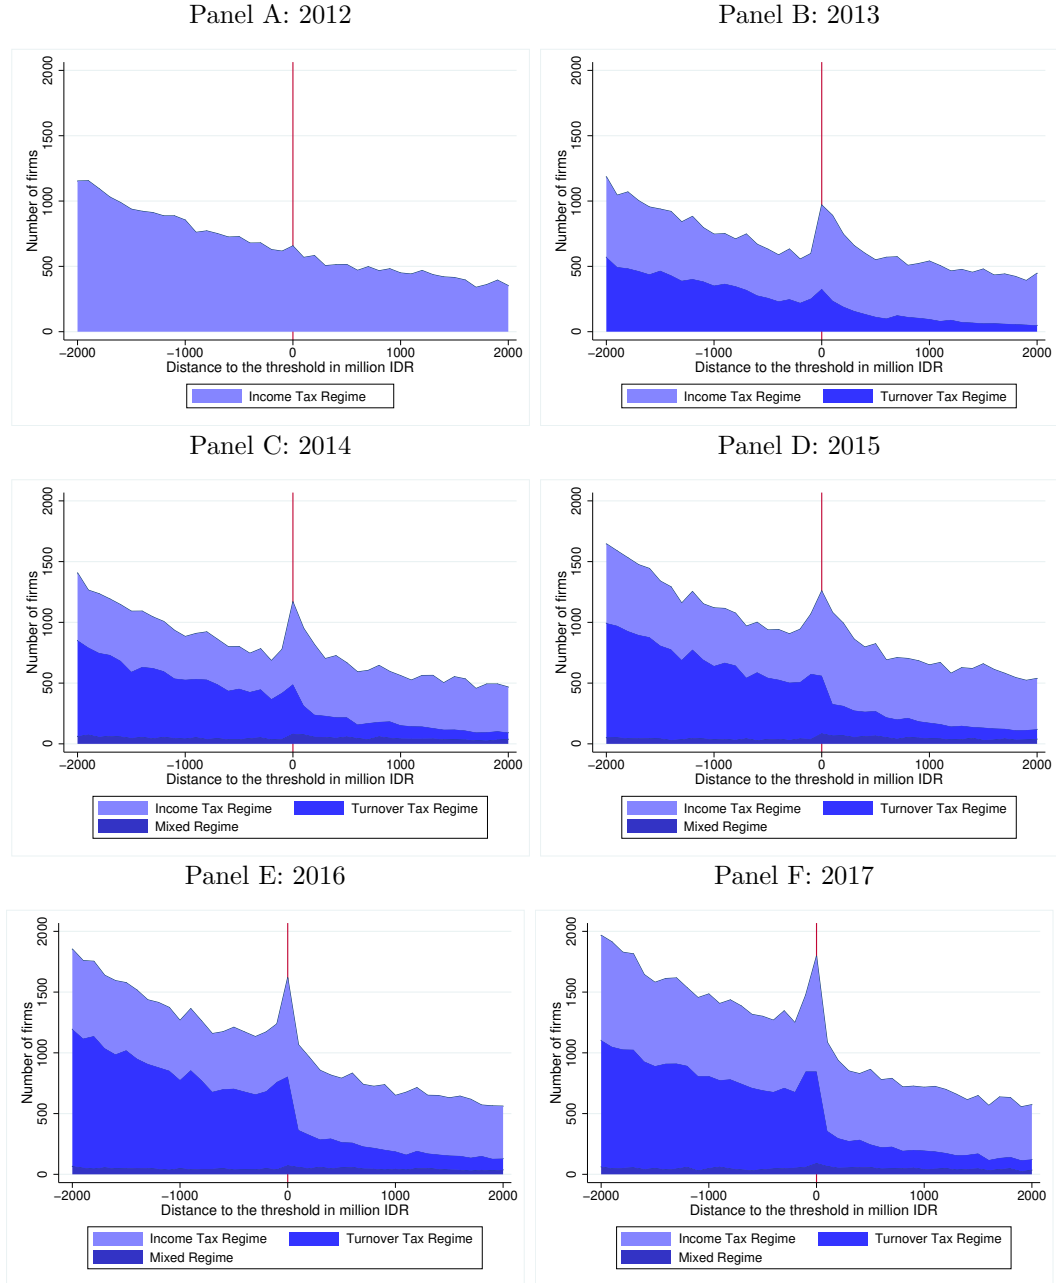 Panel A: 2012
Number of firms
2000
1500
1000
500
0
−2000 −1000 0 1000 2000
Distance to the threshold in million IDR
Income Tax Regime
Panel B: 2013
Number of firms
2000
1500
1000
500
0
−2000 −1000 0 1000 2000
Distance to the threshold in million IDR
Income Tax Regime Turnover Tax Regime
Panel C: 2014
Number of firms
2000
1500
1000
500
0
−2000 −1000 0 1000 2000
Distance to the threshold in million IDR
Income Tax Regime Turnover Tax Regime
Mixed Regime
Panel D: 2015
Number of firms
2000
1500
1000
500
0
−2000 −1000 0 1000 2000
Distance to the threshold in million IDR
Income Tax Regime Turnover Tax Regime
Mixed Regime
Panel E: 2016
Number of firms
2000
1500
1000
500
0
−2000 −1000 0 1000 2000
Distance to the threshold in million IDR
Income Tax Regime Turnover Tax Regime
Mixed Regime
Panel F: 2017
Number of firms
2000
1500
1000
500
0
−2000 −1000 0 1000 2000
Distance to the threshold in million IDR
Income Tax Regime Turnover Tax Regime
Mixed Regime